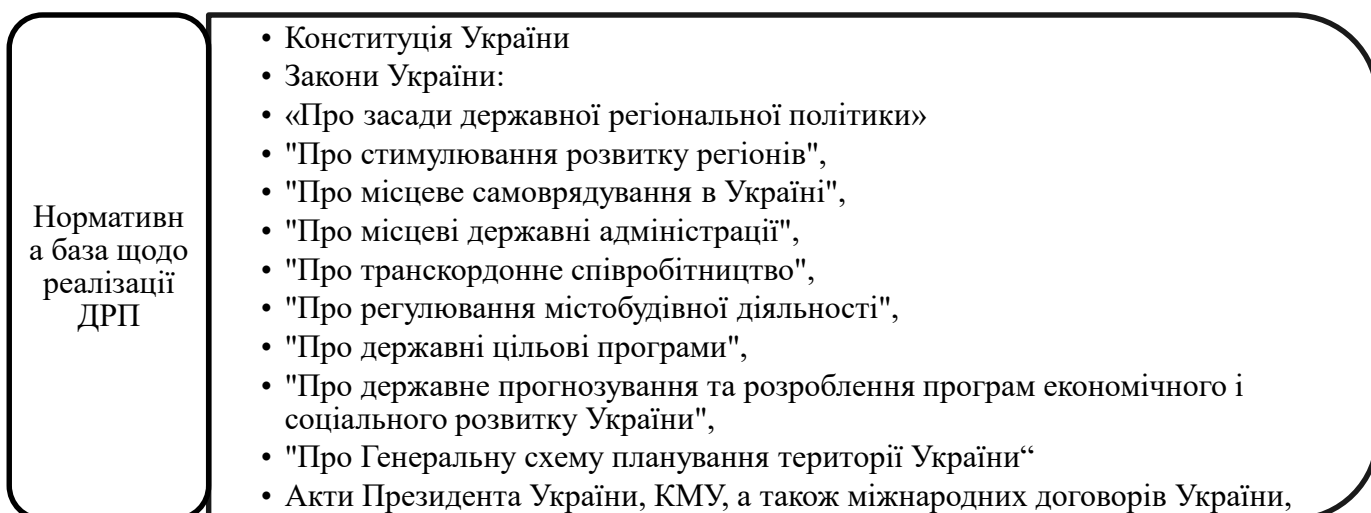 Нормативн
а база щодо
реалізації
ДРП
• Конституція України
• Закони України:
• «Про засади державної регіональної політики»
• "Про стимулювання розвитку регіонів",
• "Про місцеве самоврядування в Україні",
• "Про місцеві державні адміністрації",
• "Про транскордонне співробітництво",
• "Про регулювання містобудівної діяльності",
• "Про державні цільові програми",
• "Про державне прогнозування та розроблення програм економічного і
соціального розвитку України",
• "Про Генеральну схему планування території України“
• Акти Президента України, КМУ, а також міжнародних договорів України,